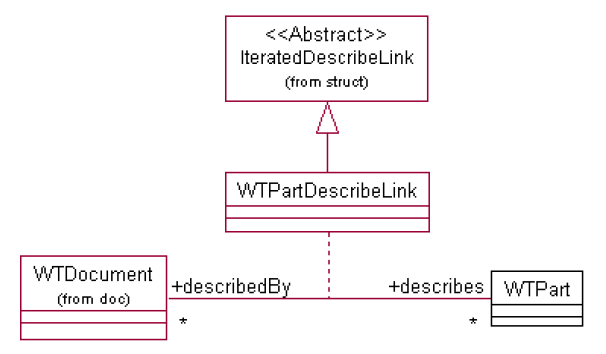 <<Abstract>>
IteratedDescribeLink
(from struct)
WTPartDescribeLink
WTDocument
(from doc)
+describedBy
+describes
WTPart
*
*